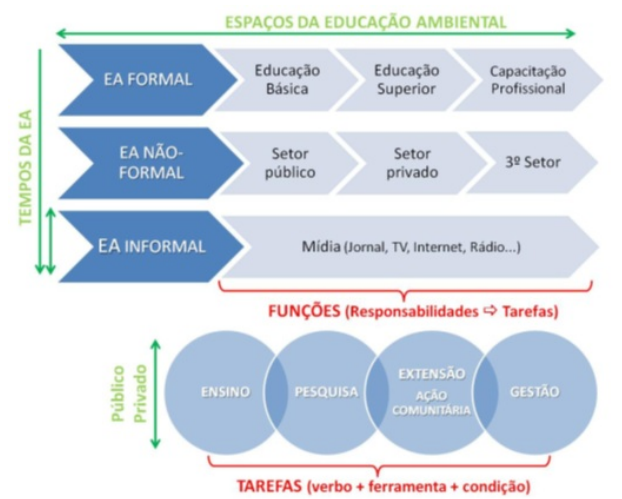 ESPAÇOS DA EDUCAÇÃO AMBIENTAL
TEMPOS DA EA
EA FORMAL
Educação
Básica
Educação
Superior
Capacitação
Profissional
EA NÃO-
FORMAL
Setor
público
Setor
privado
3º Setor
EA INFORMAL
Mídia (Jornal, TV, Internet, Rádio...)
FUNÇÕES (Responsabilidades ⇨ Tarefas)
Público
Privado
ENSINO
PESQUISA
EXTENSÃO
AÇÃO
COMUNITÁRIA
GESTÃO
TAREFAS (verbo + ferramenta + condição)